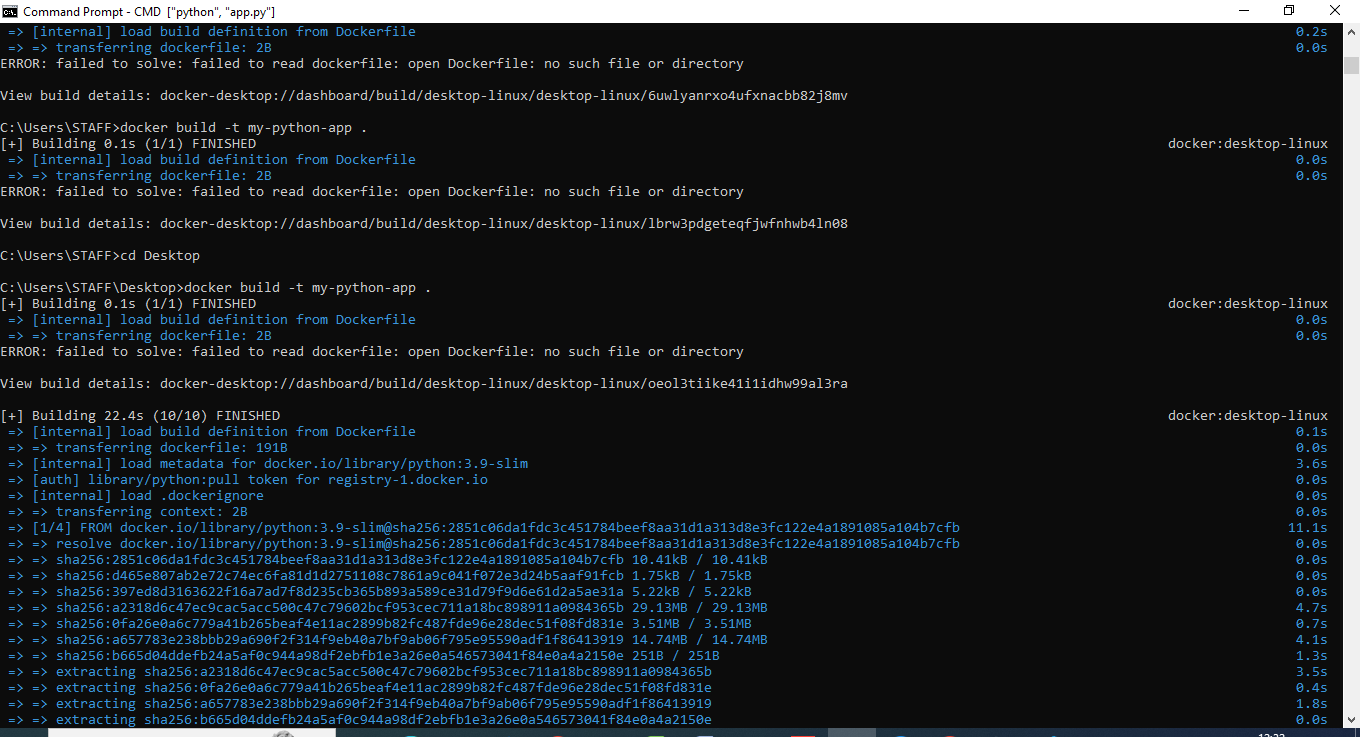 Command Prompt - CMD ["python", "app.py"]
=> [internal] load build definition from Dockerfile 0.2s
=> => transferring dockerfile: 2B 0.0s
ERROR: failed to solve: failed to read dockerfile: open Dockerfile: no such file or directory
View build details: docker-desktop://dashboard/build/desktop-linux/desktop-linux/6uwlyanrxo4ufxnacbb82j8mv
C:\Users\STAFF>docker build -t my-python-app .
[+] Building 0.1s (1/1) FINISHED docker:desktop-linux
=> [internal] load build definition from Dockerfile 0.0s
=> => transferring dockerfile: 2B 0.0s
ERROR: failed to solve: failed to read dockerfile: open Dockerfile: no such file or directory
View build details: docker-desktop://dashboard/build/desktop-linux/desktop-linux/lbrw3pdgeteqfjwfnhwb4ln08
C:\Users\STAFF>cd Desktop
C:\Users\STAFF\Desktop>docker build -t my-python-app .
[+] Building 0.1s (1/1) FINISHED docker:desktop-linux
=> [internal] load build definition from Dockerfile 0.0s
=> => transferring dockerfile: 2B 0.0s
ERROR: failed to solve: failed to read dockerfile: open Dockerfile: no such file or directory
View build details: docker-desktop://dashboard/build/desktop-linux/desktop-linux/oeol3tiike41i1idhw99al3ra
[+] Building 22.4s (10/10) FINISHED docker:desktop-linux
=> [internal] load build definition from Dockerfile 0.1s
=> => transferring dockerfile: 191B 0.0s
=> [internal] load metadata for docker.io/library/python:3.9-slim 3.6s
=> [auth] library/python:pull token for registry-1.docker.io 0.0s
=> [internal] load .dockerignore 0.0s
=> => transferring context: 2B 0.0s
=> [1/4] FROM docker.io/library/python:3.9-slim@sha256:2851c06da1fdc3c451784beef8aa31d1a313d8e3fc122e4a1891085a104b7cfb 11.1s
=> => resolve docker.io/library/python:3.9-slim@sha256:2851c06da1fdc3c451784beef8aa31d1a313d8e3fc122e4a1891085a104b7cfb 0.0s
=> => sha256:2851c06da1fdc3c451784beef8aa31d1a313d8e3fc122e4a1891085a104b7cfb 10.41kB / 10.41kB 0.0s
=> => sha256:d465e807ab2e72c74ec6fa81d1d2751108c7861a9c041f072e3d24b5aaf91fcb 1.75kB / 1.75kB 0.0s
=> => sha256:397ed8d3163622f16a7ad7f8d235cb365b893a589ce31d79f9d6e61d2a5ae31a 5.22kB / 5.22kB 0.0s
=> => sha256:a2318d6c47ec9cac5acc500c47c79602bcf953cec711a18bc898911a0984365b 29.13MB / 29.13MB 4.7s
=> => sha256:0fa26e0a6c779a41b265beaf4e11ac2899b82fc487fde96e28dec51f08fd831e 3.51MB / 3.51MB 0.7s
=> => sha256:a657783e238bbb29a690f2f314f9eb40a7bf9ab06f795e95590adf1f86413919 14.74MB / 14.74MB 4.1s
=> => sha256:b665d04ddefb24a5af0c944a98df2ebfb1e3a26e0a546573041f84e0a4a2150e 251B / 251B 1.3s
=> => extracting sha256:a2318d6c47ec9cac5acc500c47c79602bcf953cec711a18bc898911a0984365b 3.5s
=> => extracting sha256:0fa26e0a6c779a41b265beaf4e11ac2899b82fc487fde96e28dec51f08fd831e 0.4s
=> => extracting sha256:a657783e238bbb29a690f2f314f9eb40a7bf9ab06f795e95590adf1f86413919 1.8s
=> => extracting sha256:b665d04ddefb24a5af0c944a98df2ebfb1e3a26e0a546573041f84e0a4a2150e 0.0s